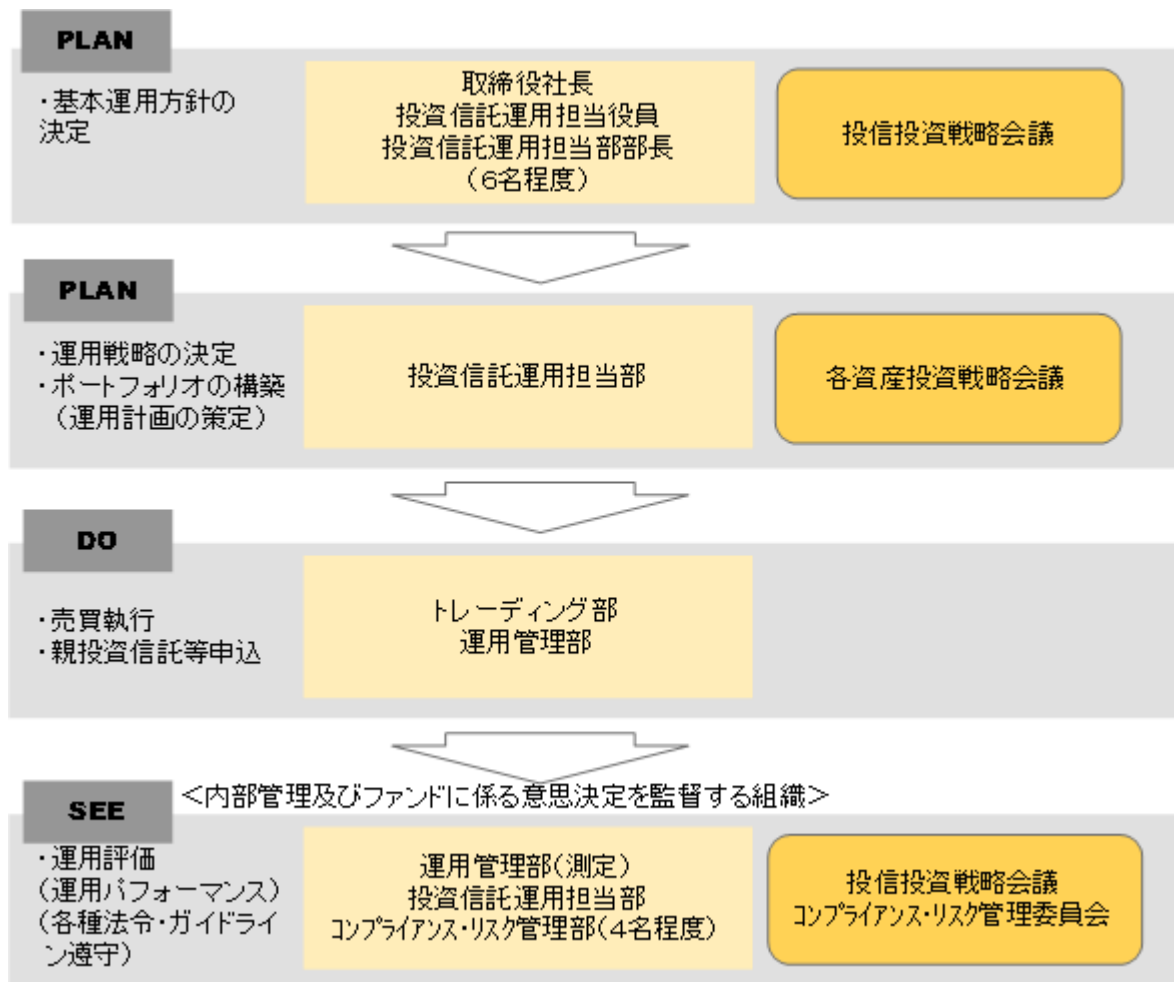 PLAN
・基本運用方針の
決定
取締役社長
投資信託運用担当役員
投資信託運用担当部部長
（6名程度）
投信投資戦略会議
PLAN
・運用戦略の決定
・ポートフォリオの構築
（運用計画の策定）
投資信託運用担当部
各資産投資戦略会議
DO
・売買執行
・親投資信託等申込
トレーディング部
運用管理部
SEE
＜内部管理及びファンドに係る意思決定を監督する組織＞
・運用評価
（運用パフォーマンス）
（各種法令・ガイドライ
ン遵守）
運用管理部（測定）
投資信託運用担当部
コンプライアンス・リスク管理部（4名程度）
投信投資戦略会議
コンプライアンス・リスク管理委員会